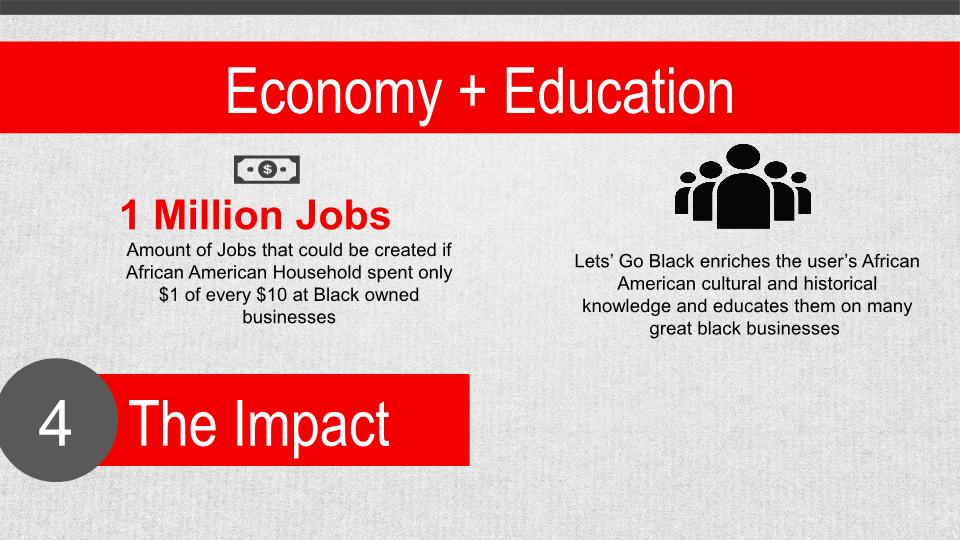 Economy + Education
$
1 Million Jobs
Amount of Jobs that could be created if
African American Household spent only
$1 of every $10 at Black owned
businesses
Lets’ Go Black enriches the user’s African
American cultural and historical
knowledge and educates them on many
great black businesses
4 The Impact